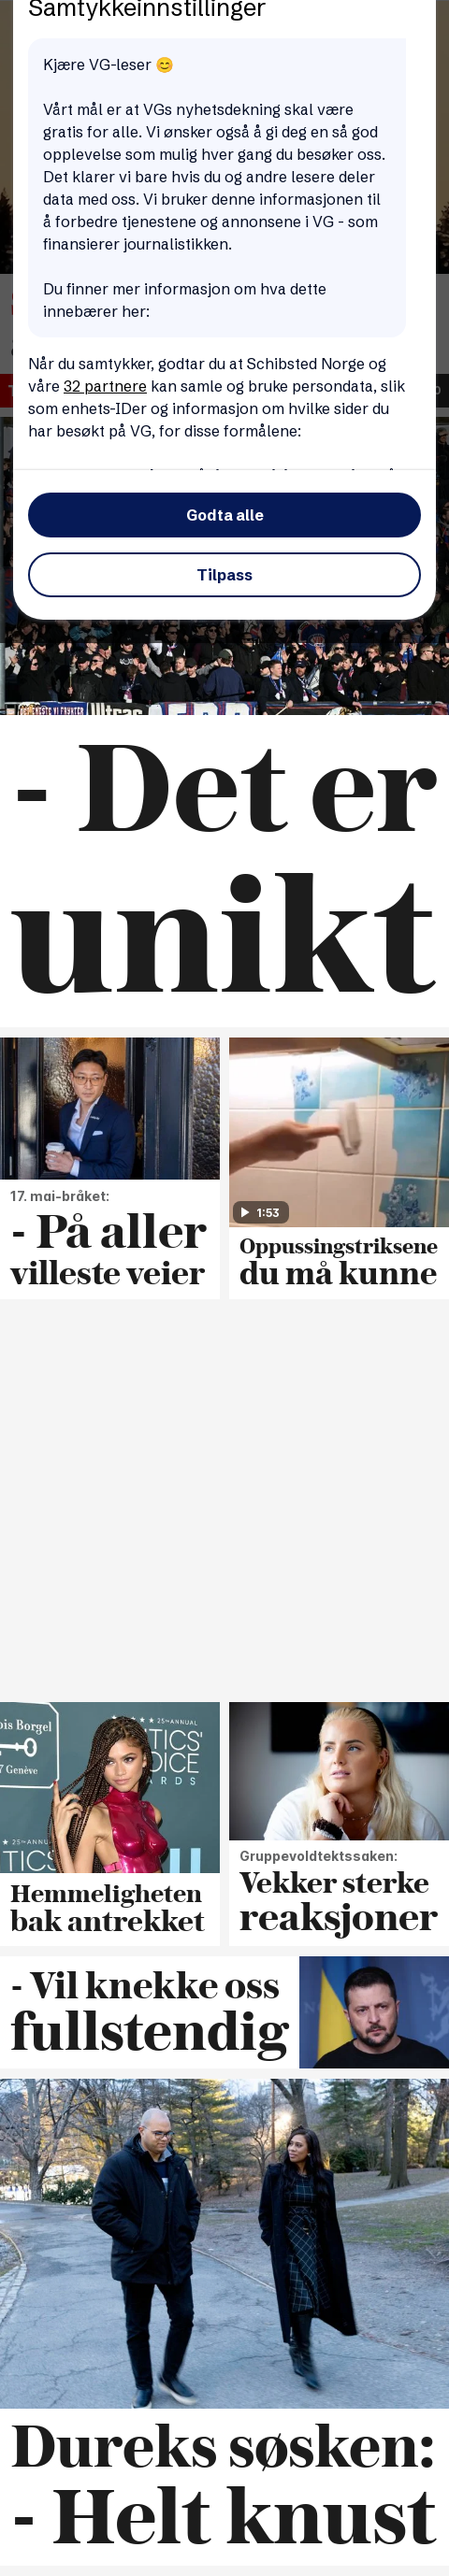 Samtykkeinnstillinger
Kjære VG-leser 😊
Vårt mål er at VGs nyhetsdekning skal være
gratis for alle. Vi ønsker også å gi deg en så god
opplevelse som mulig hver gang du besøker oss.
Det klarer vi bare hvis du og andre lesere deler
data med oss. Vi bruker denne informasjonen til
å forbedre tjenestene og annonsene i VG - som
finansierer journalistikken.
Du finner mer informasjon om hva dette
innebærer her:
Når du samtykker, godtar du at Schibsted Norge og
våre 32 partnere kan samle og bruke persondata, slik
som enhets-IDer og informasjon om hvilke sider du
har besøkt på VG, for disse formålene:
Godta alle
Tilpass
- Det er
unikt
17. mai-bråket:
- På aller
villeste veier
1:53
Oppussingstriksene
du må kunne
Hemmeligheten
bak antrekket
Gruppevoldtektssaken:
Vekker sterke
reaksjoner
- Vil knekke oss
fullstendig
Dureks søsken:
- Helt knust